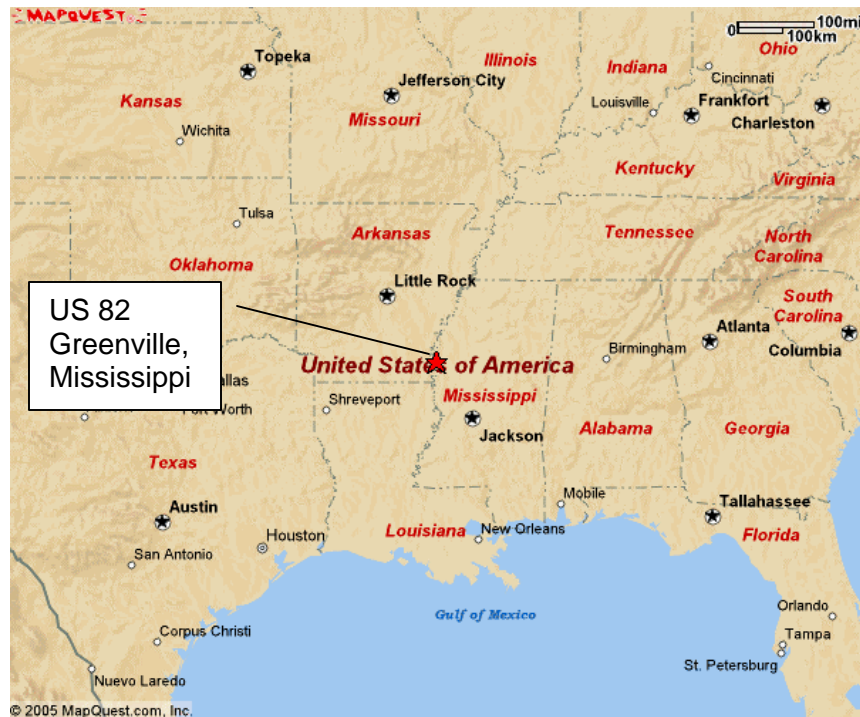 MAPQUEST
0 100mi
100km
Topeka
Illinois
Indiana
Ohio
Jefferson City
Cincinnati
Kansas
Missouri
Louisville
Frankfort
Charleston
Wichita
Kentucky
Virginia
Tulsa
Arkansas
Tennessee
North
Carolina
Oklahoma
Little Rock
South
Carolina
US 82
Greenville,
Mississippi
Atlanta
Birmingham
Columbia
United States of America
Mississippi
allas
Shreveport
Worth
Jackson
Alabama
Georgia
Texas
Austin
Mobile
Tallahassee
Houston
Louisiana
New Orleans
Florida
San Antonio
Gulf of Mexico
Orlando
Corpus Christi
Tampa
St. Petersburg
Nuevo Laredo
© 2005 MapQuest.com, Inc.